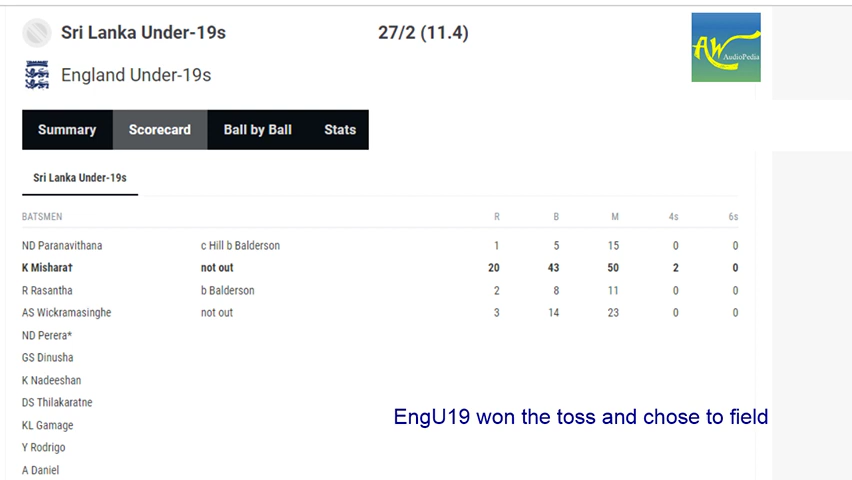 Sri Lanka Under-19s 27/2 (11.4)
AW AudioPedia
England Under-19s
Summary Scorecard Ball by Ball Stats
Sri Lanka Under-19s
BATSMEN R B M 4s 6s
ND Paranavithana c Hill b Balderson 1 5 15 0 0
K Mishara† not out 20 43 50 2 0
R Rasantha b Balderson 2 8 11 0 0
AS Wickramasinghe not out 3 14 23 0 0
ND Perera*
GS Dinusha
K Nadeeshan
DS Thilakaratne
EngU19 won the toss and chose to field
KL Gamage
Y Rodrigo
A Daniel